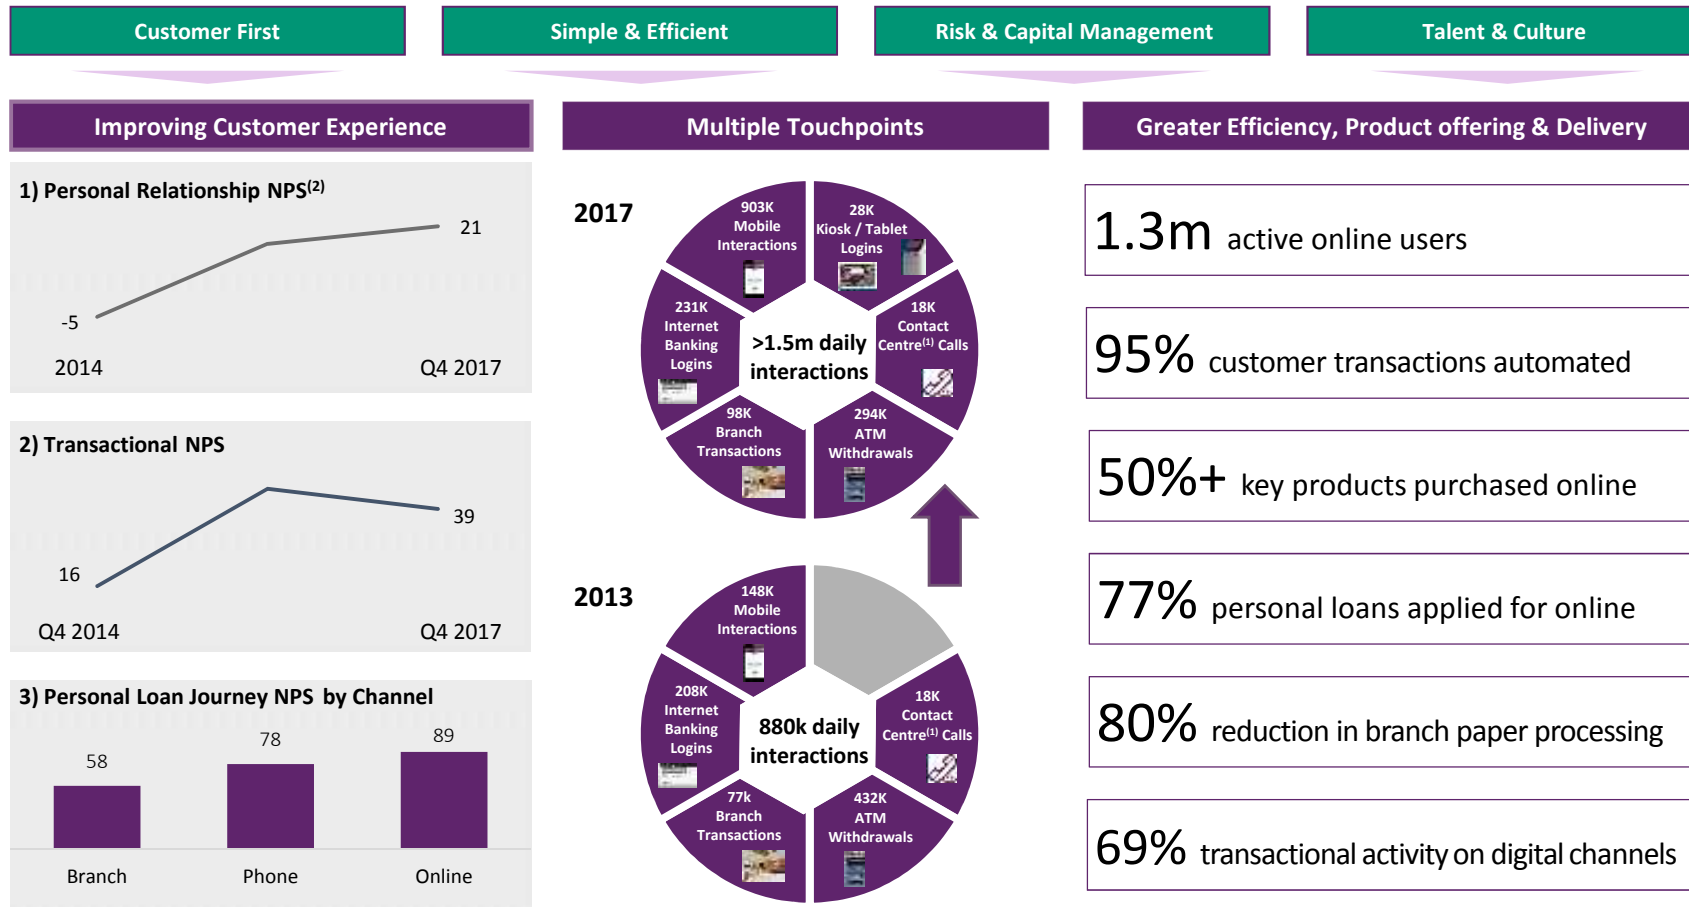 Customer First
Simple & Efficient
Risk & Capital Management
Talent & Culture
Improving Customer Experience
Multiple Touchpoints
Greater Efficiency, Product offering & Delivery
1) Personal Relationship NPS(2)
21
-5
2014
Q4 2017
2) Transactional NPS
39
16
Q4 2014
Q4 2017
3) Personal Loan Journey NPS by Channel
58
78
89
Branch
Phone
Online
2017
903K
Mobile
Interactions
28K
Kiosk / Tablet
Logins
231K
Internet
Banking
Logins
>1.5m daily
interactions
18K
Contact
Centre(1) Calls
98K
Branch
Transactions
294K
ATM
Withdrawals
2013
148K
Mobile
Interactions
208K
Internet
Banking
Logins
880k daily
interactions
18K
Contact
Centre(1) Calls
77k
Branch
Transactions
432K
ATM
Withdrawals
1.3m active online users
95% customer transactions automated
50%+ key products purchased online
77% personal loans applied for online
80% reduction in branch paper processing
69% transactional activity on digital channels